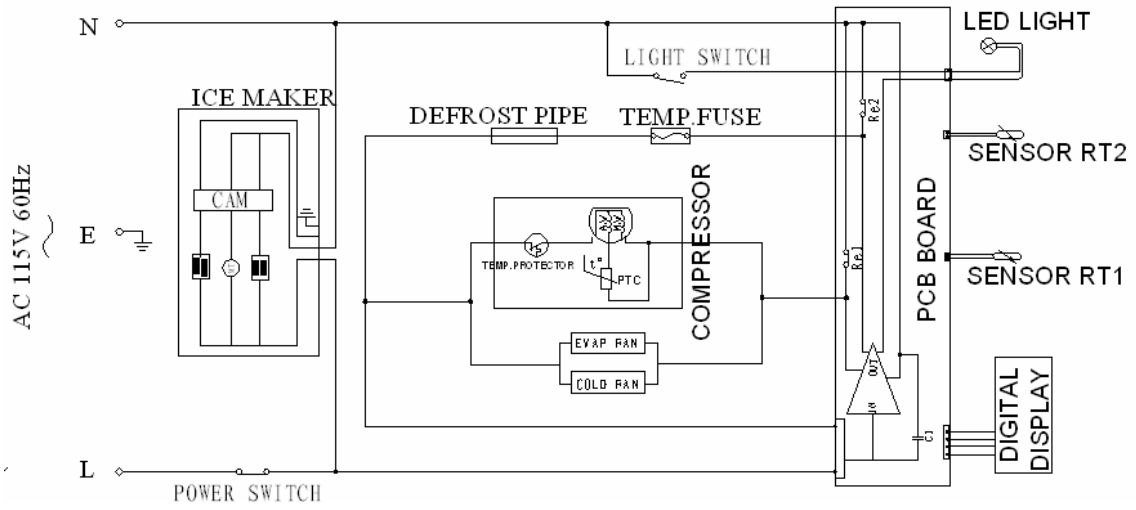 N
LED LIGHT
LIGHT SWITCH
ICE MAKER
DEFROST PIPE
TEMP.FUSE
Re2
SENSOR RT2
AC 115V 60Hz
CAM
E
COMPRESSOR
TEMP.PROTECTOR
t°
PTC
Re1
PCB BOARD
SENSOR RT1
EVAP FAN
COLD FAN
OUT
IN
C1
DIGITAL
DISPLAY
L
POWER SWITCH